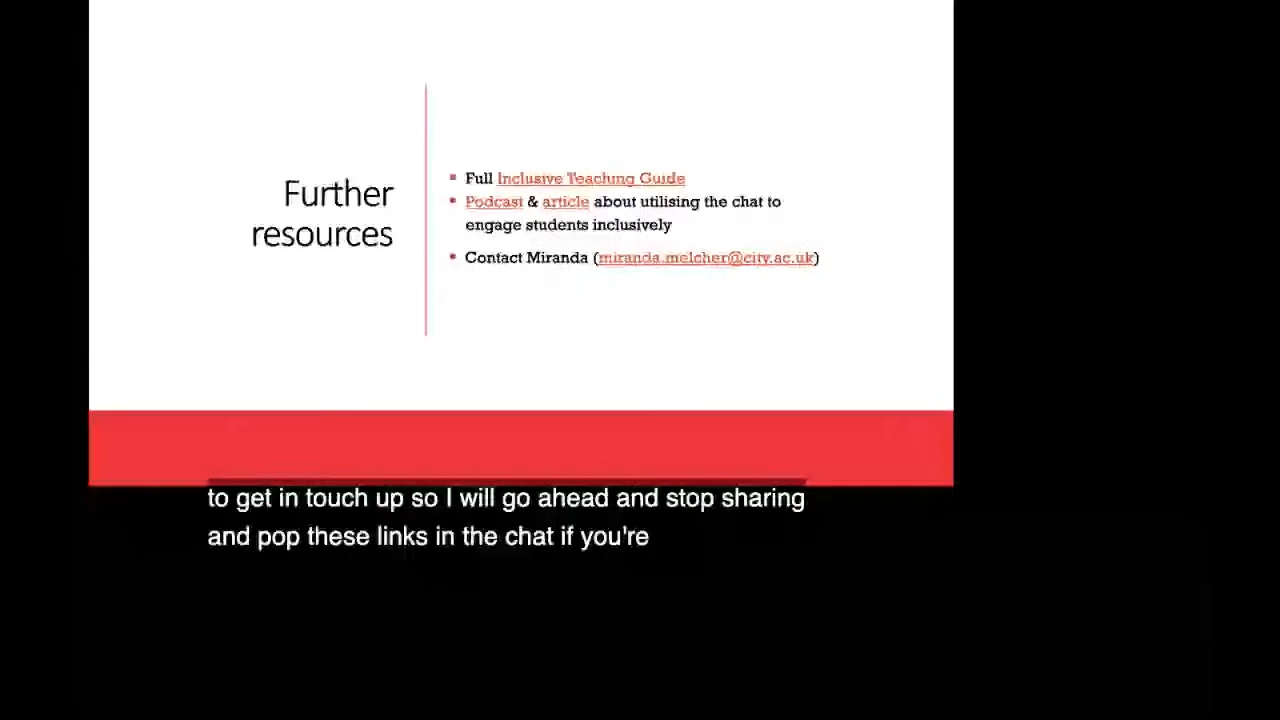 Further
resources
Full Inclusive Teaching Guide
Podcast & article about utilising the chat to
engage students inclusively
Contact Miranda (miranda.melcher@city.ac.uk)
to get in touch up so I will go ahead and stop sharing
and pop these links in the chat if you're